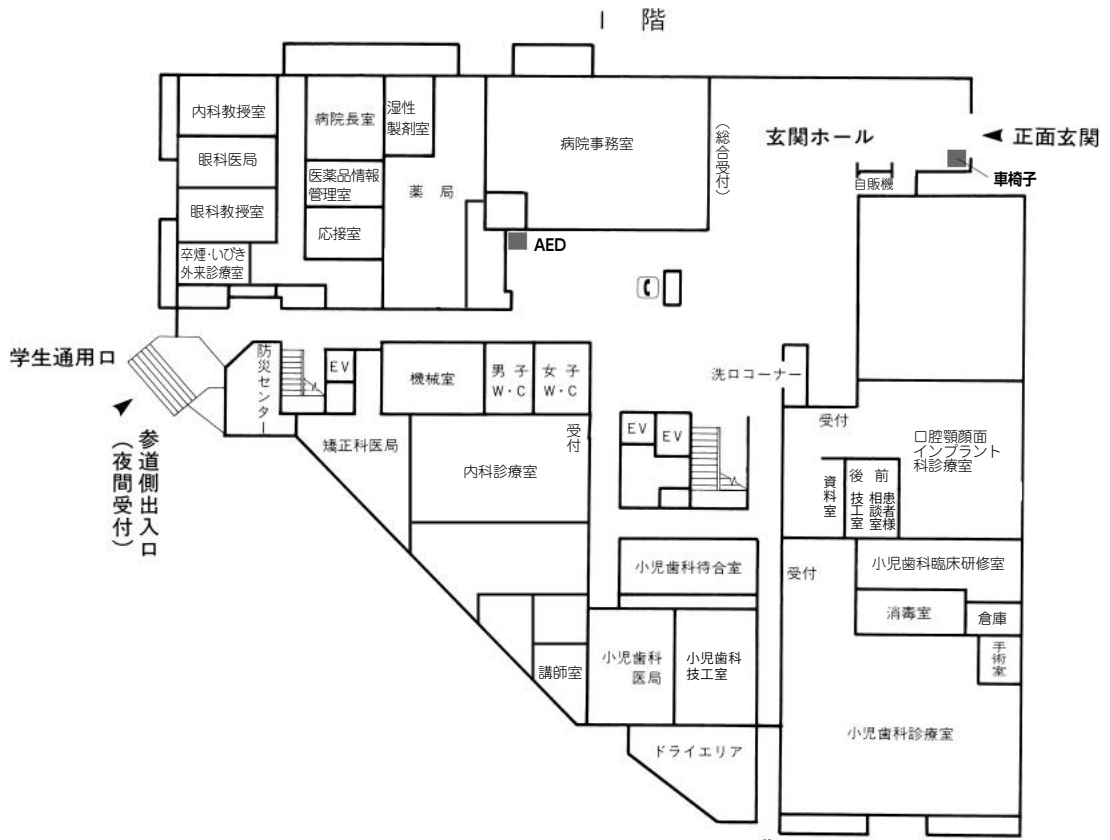 1 階
内科教授室
眼科医局
眼科教授室
卒煙・いびき
外来診療室
病院長室
医薬品情報
管理室
応接室
湿性
製剤室
薬 局
病院事務室
(総合受付)
玄関ホール
正面玄関
車椅子
自販機
AED
学生通用口
参道側出入口
(夜間受付)
防災センター
EV
機械室
男 子
W・C
女 子
W・C
矯正科医局
内科診療室
受付
EV
EV
洗口コーナー
受付
口腔顎顔面
インプラント
科診療室
資料室
後 技工室
前 患者様
相談室
小児歯科待合室
受付
小児歯科臨床研修室
消毒室
倉庫
手術室
講師室
小児歯科
医局
小児歯科
技工室
ドライエリア
小児歯科診療室